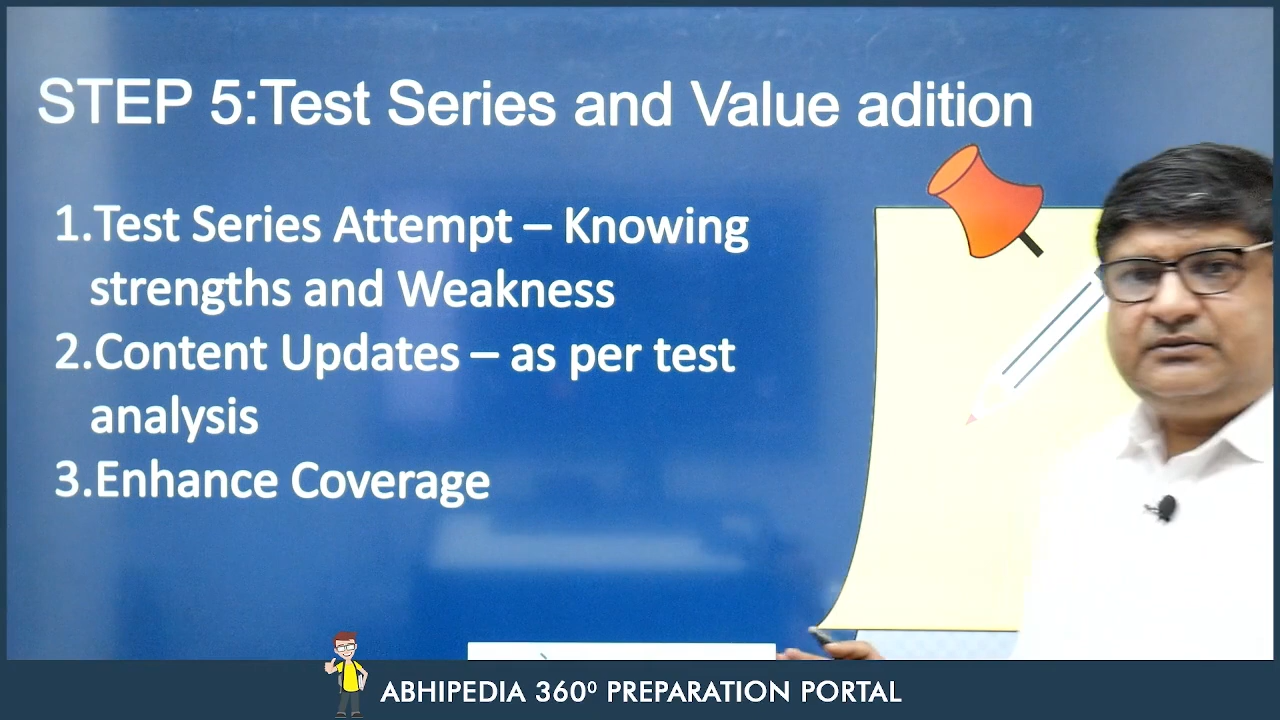 STEP 5:Test Series and Value adition
1.Test Series Attempt – Knowing
strengths and Weakness
2.Content Updates – as per test
analysis
3.Enhance Coverage
ABHIPEDIA 360⁰ PREPARATION PORTAL